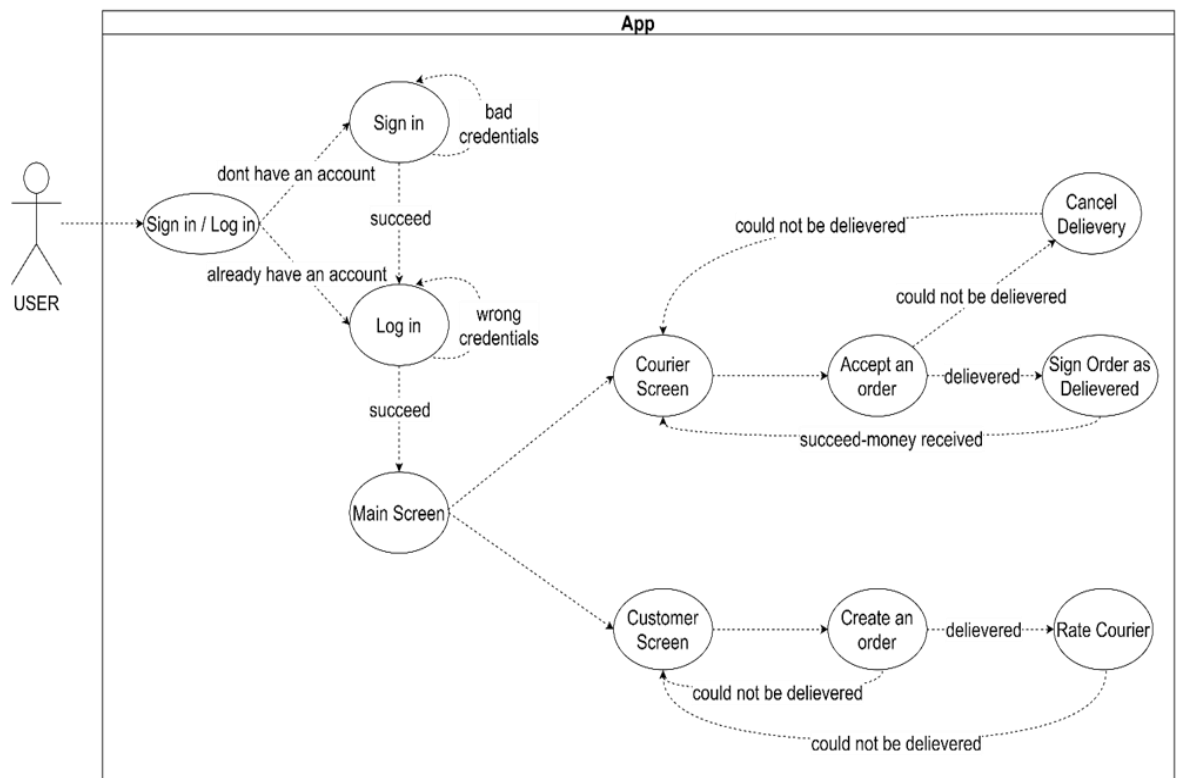 App
Sign in
bad
credentials
dont have an account
Sign in / Log in
USER
succeed
already have an account
Log in
wrong
credentials
succeed
Main Screen
Cancel
Delievery
could not be delievered
could not be delievered
Courier
Screen
Accept an
order
delievered
Sign Order as
Delievered
succeed-money received
Customer
Screen
Create an
order
delievered
Rate Courier
could not be delievered
could not be delievered